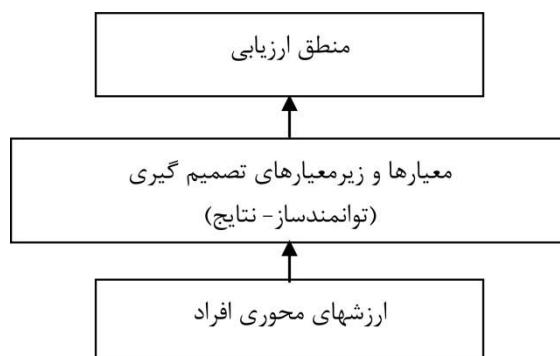 منطق ارزیابی
معیارها و زیرمعیارهای تصمیم گیری
(توانمندساز- نتایج)
ارزشهای محوری افراد